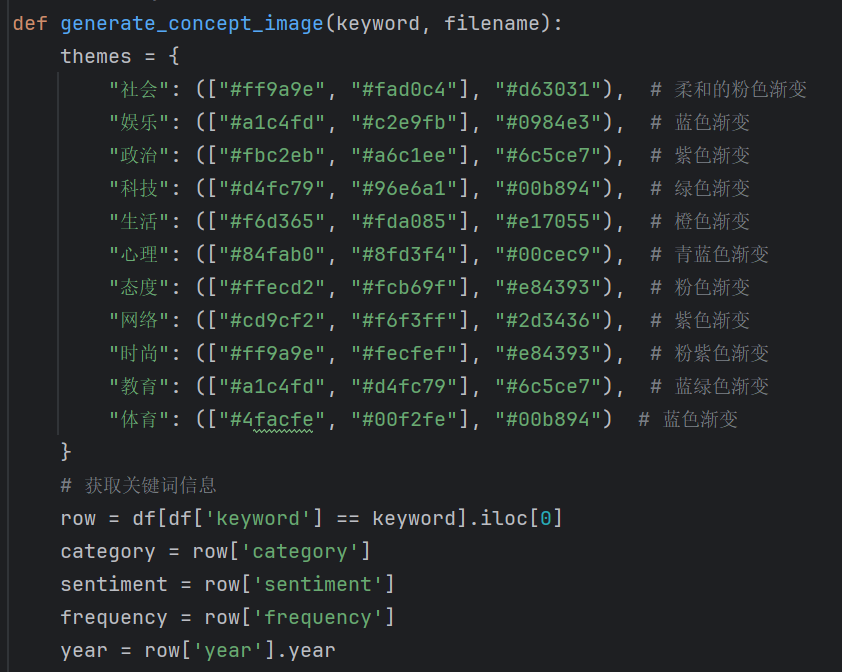 def generate_concept_image(keyword, filename):
    themes = {
        "社会": (["#ff9a9e", "#fad0c4"], "#d63031"),  # 柔和的粉色渐变
        "娱乐": (["#a1c4fd", "#c2e9fb"], "#0984e3"),  # 蓝色渐变
        "政治": (["#fbc2eb", "#a6c1ee"], "#6c5ce7"),  # 紫色渐变
        "科技": (["#d4fc79", "#96e6a1"], "#00b894"),  # 绿色渐变
        "生活": (["#f6d365", "#fda085"], "#e17055"),  # 橙色渐变
        "心理": (["#84fab0", "#8fd3f4"], "#00cec9"),  # 青蓝色渐变
        "态度": (["#ffecd2", "#fcb69f"], "#e84393"),  # 粉色渐变
        "网络": (["#cd9cf2", "#f6f3ff"], "#2d3436"),  # 紫色渐变
        "时尚": (["#ff9a9e", "#fecfef"], "#e84393"),  # 粉紫色渐变
        "教育": (["#a1c4fd", "#d4fc79"], "#6c5ce7"),  # 蓝绿色渐变
        "体育": (["#4facfe", "#00f2fe"], "#00b894")  # 蓝色渐变
    }
    # 获取关键词信息
    row = df[df['keyword'] == keyword].iloc[0]
    category = row['category']
    sentiment = row['sentiment']
    frequency = row['frequency']
    year = row['year'].year